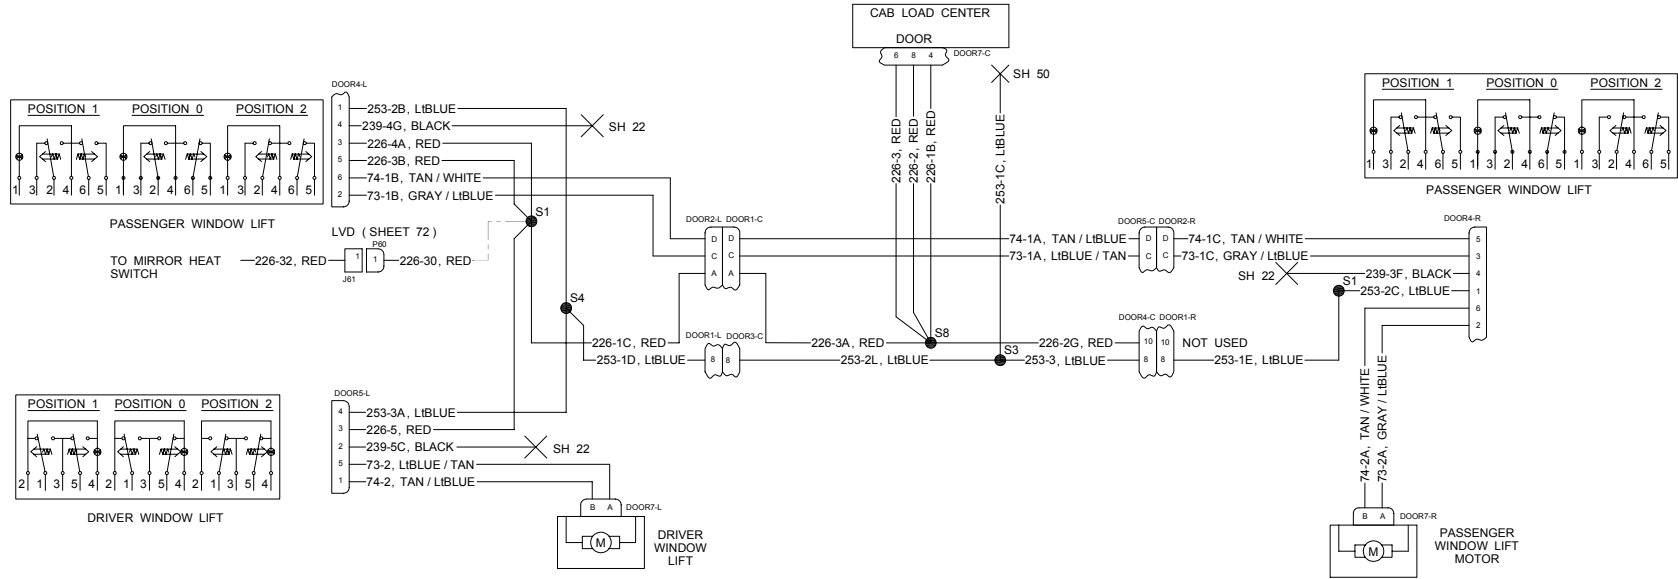 CAB LOAD CENTER
DOOR
6 8 4
DOOR7-C
SH 50
226-3, RED
226-2, RED
226-1B, RED
253-1C, LtBLUE
POSITION 1 POSITION 0 POSITION 2
1 3 2 4 6 5 1 3 2 4 6 5 1 3 2 4 6 5
PASSENGER WINDOW LIFT
DOOR4-L
1 253-2B, LtBLUE
4 239-4G, BLACK
SH 22
3 226-4A, RED
5 226-3B, RED
6 74-1B, TAN / WHITE
2 73-1B, GRAY / LtBLUE
S1
LVD ( SHEET 72 )
TO MIRROR HEAT
SWITCH
226-32, RED
1
J61
P60
1
226-30, RED
S4
226-1C, RED
253-1D, LtBLUE
DOOR2-L DOOR1-C
D D
C C
A A
DOOR1-L DOOR3-C
8 8
226-3A, RED
253-2L, LtBLUE
S8
S3
226-2G, RED
253-3, LtBLUE
74-1A, TAN / LtBLUE
73-1A, LtBLUE / TAN
DOOR5-C DOOR2-R
D D
C C
74-1C, TAN / WHITE
73-1C, GRAY / LtBLUE
SH 22
239-3F, BLACK
S1
253-2C, LtBLUE
DOOR4-C DOOR1-R
10 10
8 8
NOT USED
253-1E, LtBLUE
POSITION 1 POSITION 0 POSITION 2
1 3 2 4 6 5 1 3 2 4 6 5 1 3 2 4 6 5
PASSENGER WINDOW LIFT
DOOR4-R
5
3
4
1
6
2
74-2A, TAN / WHITE
73-2A, GRAY / LtBLUE
B A
DOOR7-R
M
PASSENGER
WINDOW LIFT
MOTOR
POSITION 1 POSITION 0 POSITION 2
2 1 3 5 4 2 1 3 5 4 2 1 3 5 4
DRIVER WINDOW LIFT
DOOR5-L
4 253-3A, LtBLUE
3 226-5, RED
2 239-5C, BLACK
SH 22
5 73-2, LtBLUE / TAN
1 74-2, TAN / LtBLUE
B A
DOOR7-L
M
DRIVER
WINDOW
LIFT